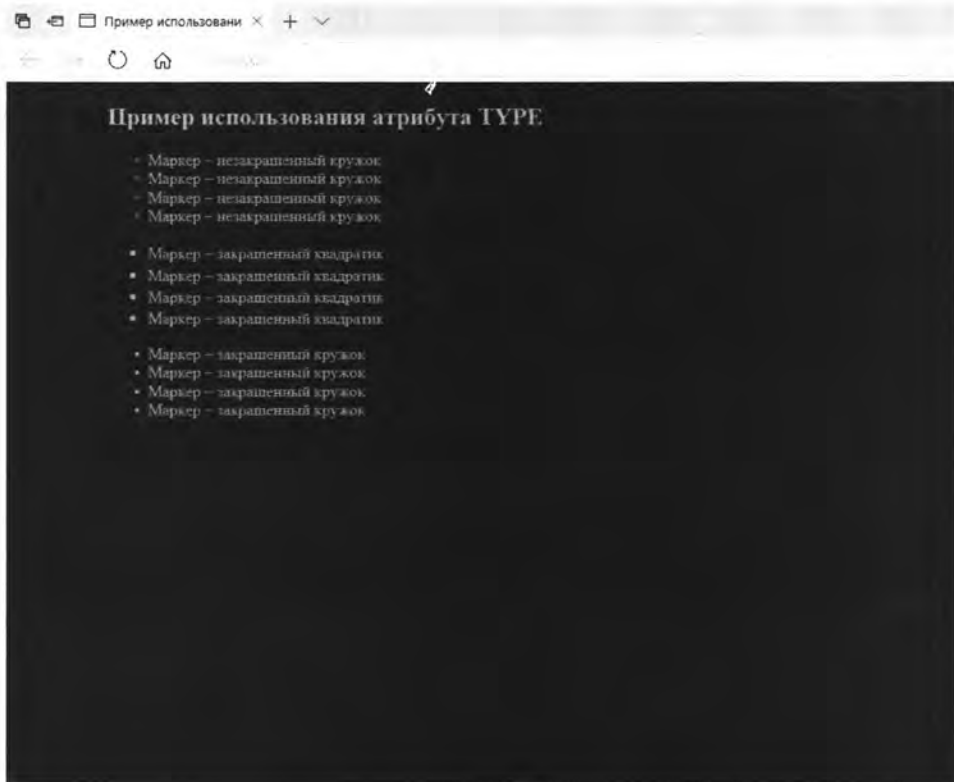 Пример использовани
Пример использования атрибута TYPE
Маркер – незакрашенный кружок
Маркер – незакрашенный кружок
Маркер – незакрашенный кружок
Маркер – незакрашенный кружок
Маркер – закрашенный квадратик
Маркер – закрашенный квадратик
Маркер – закрашенный квадратик
Маркер – закрашенный квадратик
Маркер – закрашенный кружок
Маркер – закрашенный кружок
Маркер – закрашенный кружок
Маркер – закрашенный кружок